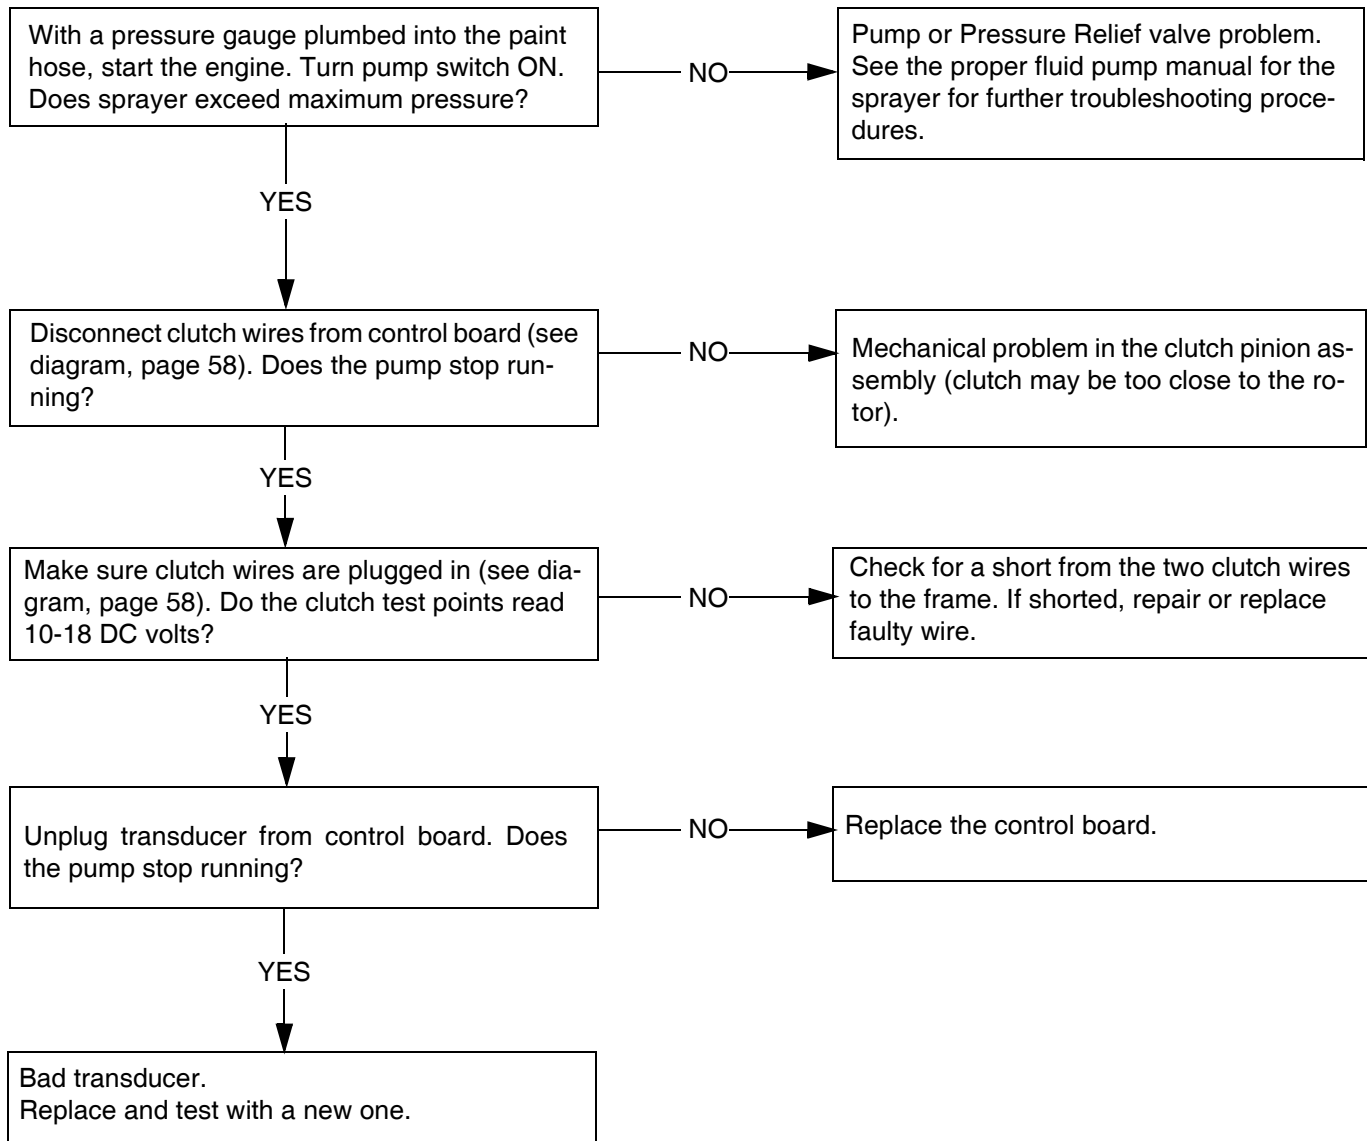 With a pressure gauge plumbed into the paint
hose, start the engine. Turn pump switch ON.
Does sprayer exceed maximum pressure?
NO
Pump or Pressure Relief valve problem.
See the proper fluid pump manual for the
sprayer for further troubleshooting proce-
dures.
YES
Disconnect clutch wires from control board (see
diagram, page 58). Does the pump stop run-
ning?
NO
Mechanical problem in the clutch pinion as-
sembly (clutch may be too close to the ro-
tor).
YES
Make sure clutch wires are plugged in (see dia-
gram, page 58). Do the clutch test points read
10-18 DC volts?
NO
Check for a short from the two clutch wires
to the frame. If shorted, repair or replace
faulty wire.
YES
Unplug transducer from control board. Does
the pump stop running?
NO
Replace the control board.
YES
Bad transducer.
Replace and test with a new one.